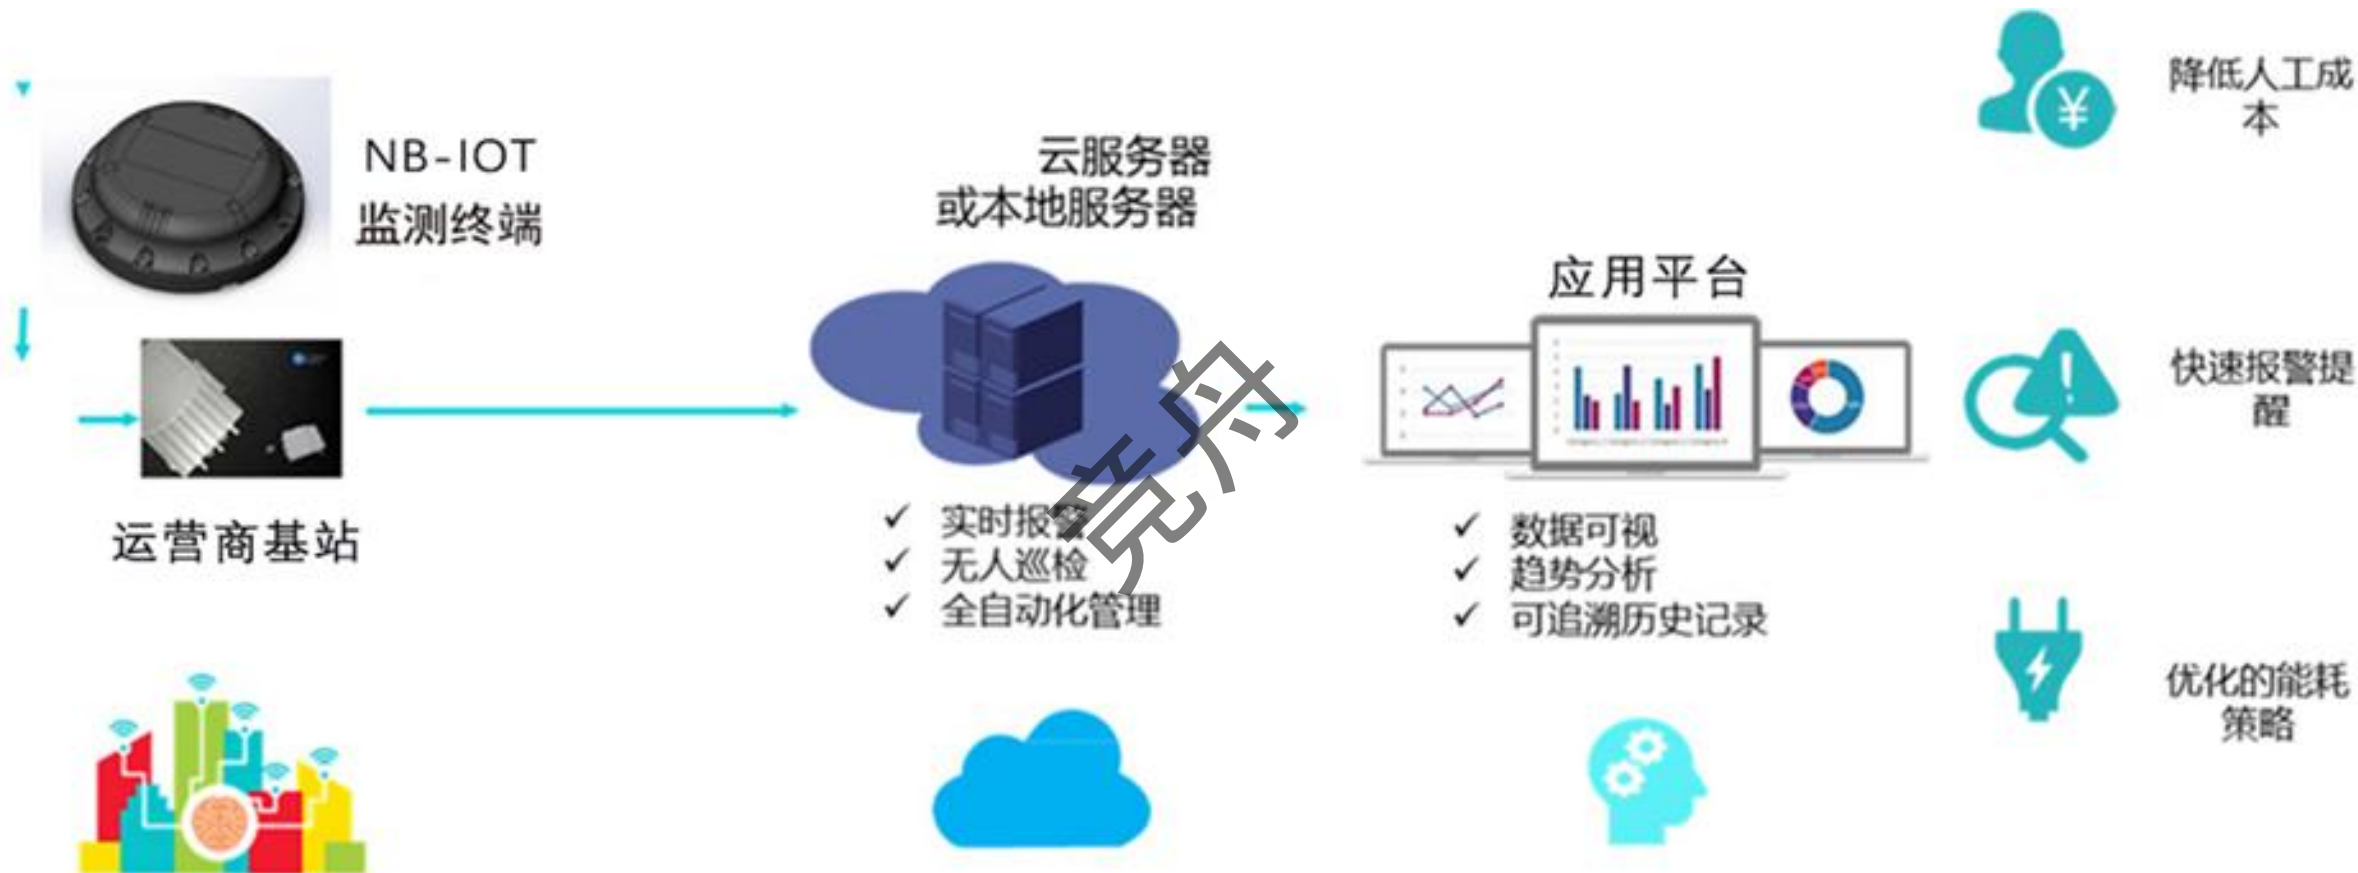 NB-IOT
监测终端
运营商基站
云服务器
或本地服务器
实时报警
无人巡检
全自动化管理
应用平台
数据可视
趋势分析
可追溯历史记录
¥
降低人工成
本
快速报警提
醒
优化的能耗
策略
竞舟